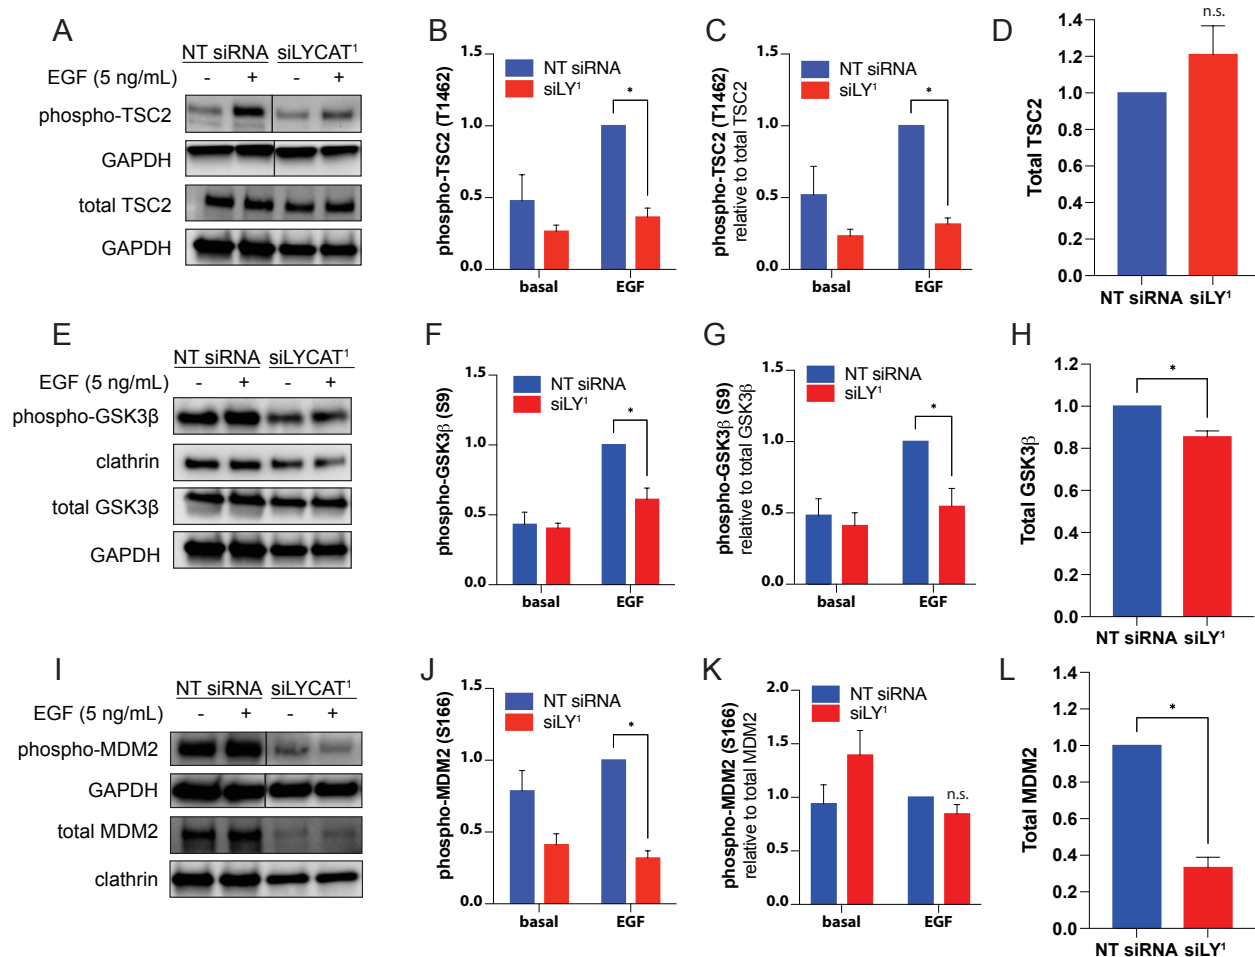 A
NT siRNA siLYCAT¹
EGF (5 ng/mL) - + - +
phospho-TSC2
GAPDH
total TSC2
GAPDH
B
phospho-TSC2 (T1462)
1.5
1.0
0.5
0.0
NT siRNA
siLY¹
*
basal EGF
C
phospho-TSC2 (T1462)
relative to total TSC2
1.5
1.0
0.5
0.0
NT siRNA
siLY¹
*
basal EGF
D
Total TSC2
1.4
1.2
1.0
0.8
0.6
0.4
0.2
0.0
n.s.
NT siRNA siLY¹
E
NT siRNA siLYCAT¹
EGF (5 ng/mL) - + - +
phospho-GSK3β
clathrin
total GSK3β
GAPDH
F
phospho-GSK3β (S9)
1.5
1.0
0.5
0.0
NT siRNA
siLY¹
*
basal EGF
G
phospho-GSK3β (S9)
relative to total GSK3β
1.5
1.0
0.5
0.0
NT siRNA
siLY¹
*
basal EGF
H
Total GSK3β
1.2
1.0
0.8
0.6
0.4
0.2
0.0
*
NT siRNA siLY¹
I
NT siRNA siLYCAT¹
EGF (5 ng/mL) - + - +
phospho-MDM2
GAPDH
total MDM2
clathrin
J
phospho-MDM2 (S166)
1.5
1.0
0.5
0.0
NT siRNA
siLY¹
*
basal EGF
K
phospho-MDM2 (S166)
relative to total MDM2
2.0
1.5
1.0
0.5
0.0
NT siRNA
siLY¹
n.s.
basal EGF
L
Total MDM2
1.4
1.2
1.0
0.8
0.6
0.4
0.2
0.0
*
NT siRNA siLY¹